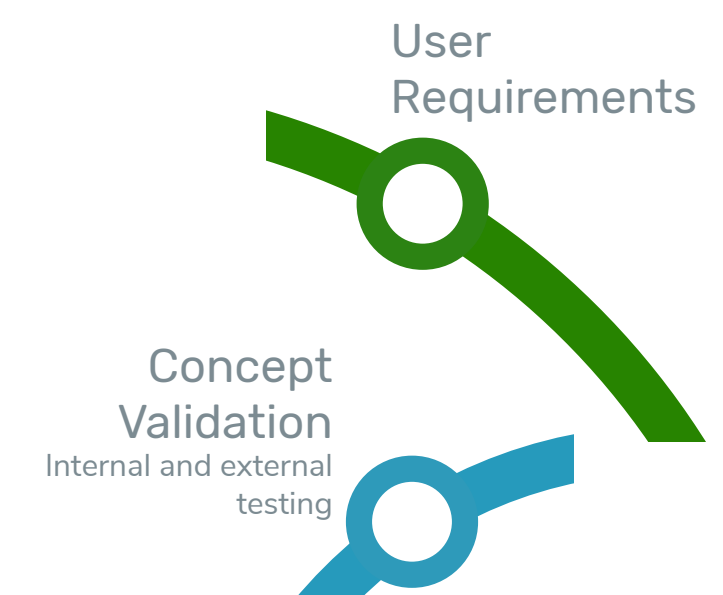 User
Requirements
Concept
Validation
Internal and external
testing